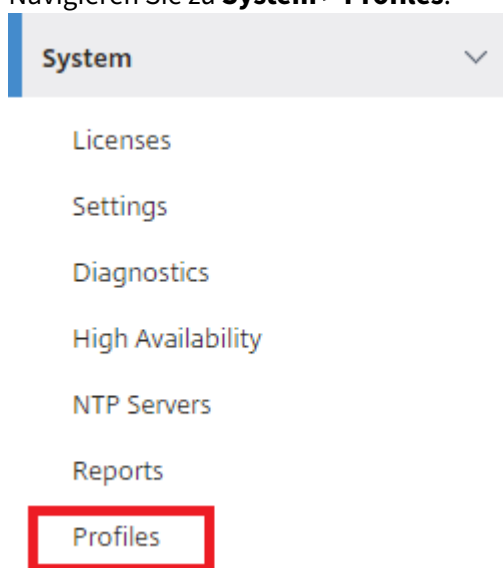 Navigieren Sie zu System > Profiles.
System
Licenses
Settings
Diagnostics
High Availability
NTP Servers
Reports
Profiles